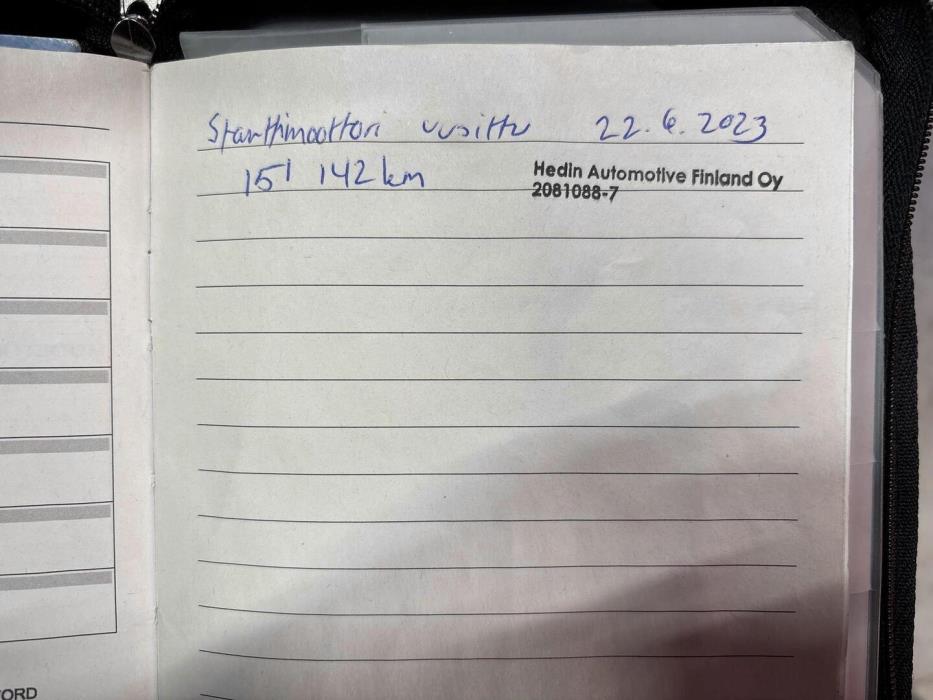 Starttimoottori uusittu 22.6.2023
151 142 km
Hedin Automotive Finland Oy
2081088-7
ORD